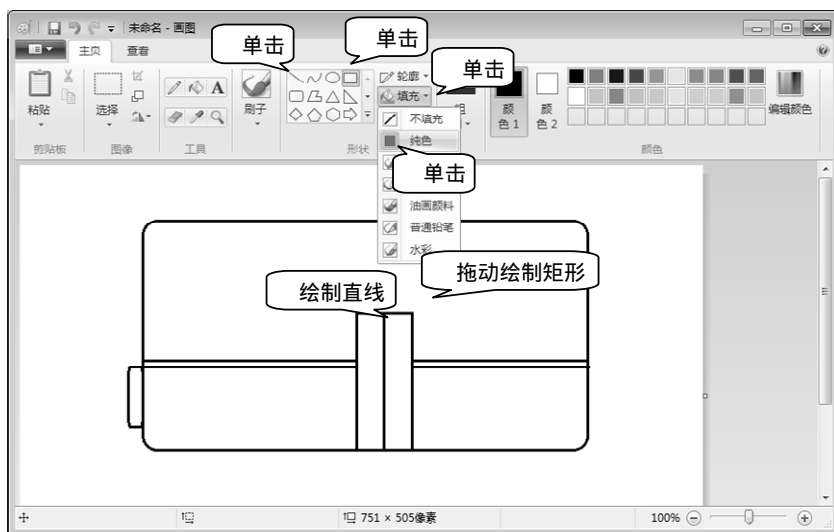 未命名 - 画图
主页 查看
单击
单击
单击
粘贴
选择
A
刷子
轮廓
填充
粗
颜色 1
颜色 2
编辑颜色
剪贴板
图像
工具
形状
颜色
不填充
纯色
单击
油画颜料
普通铅笔
水彩
拖动绘制矩形
绘制直线
751 × 505像素
100%